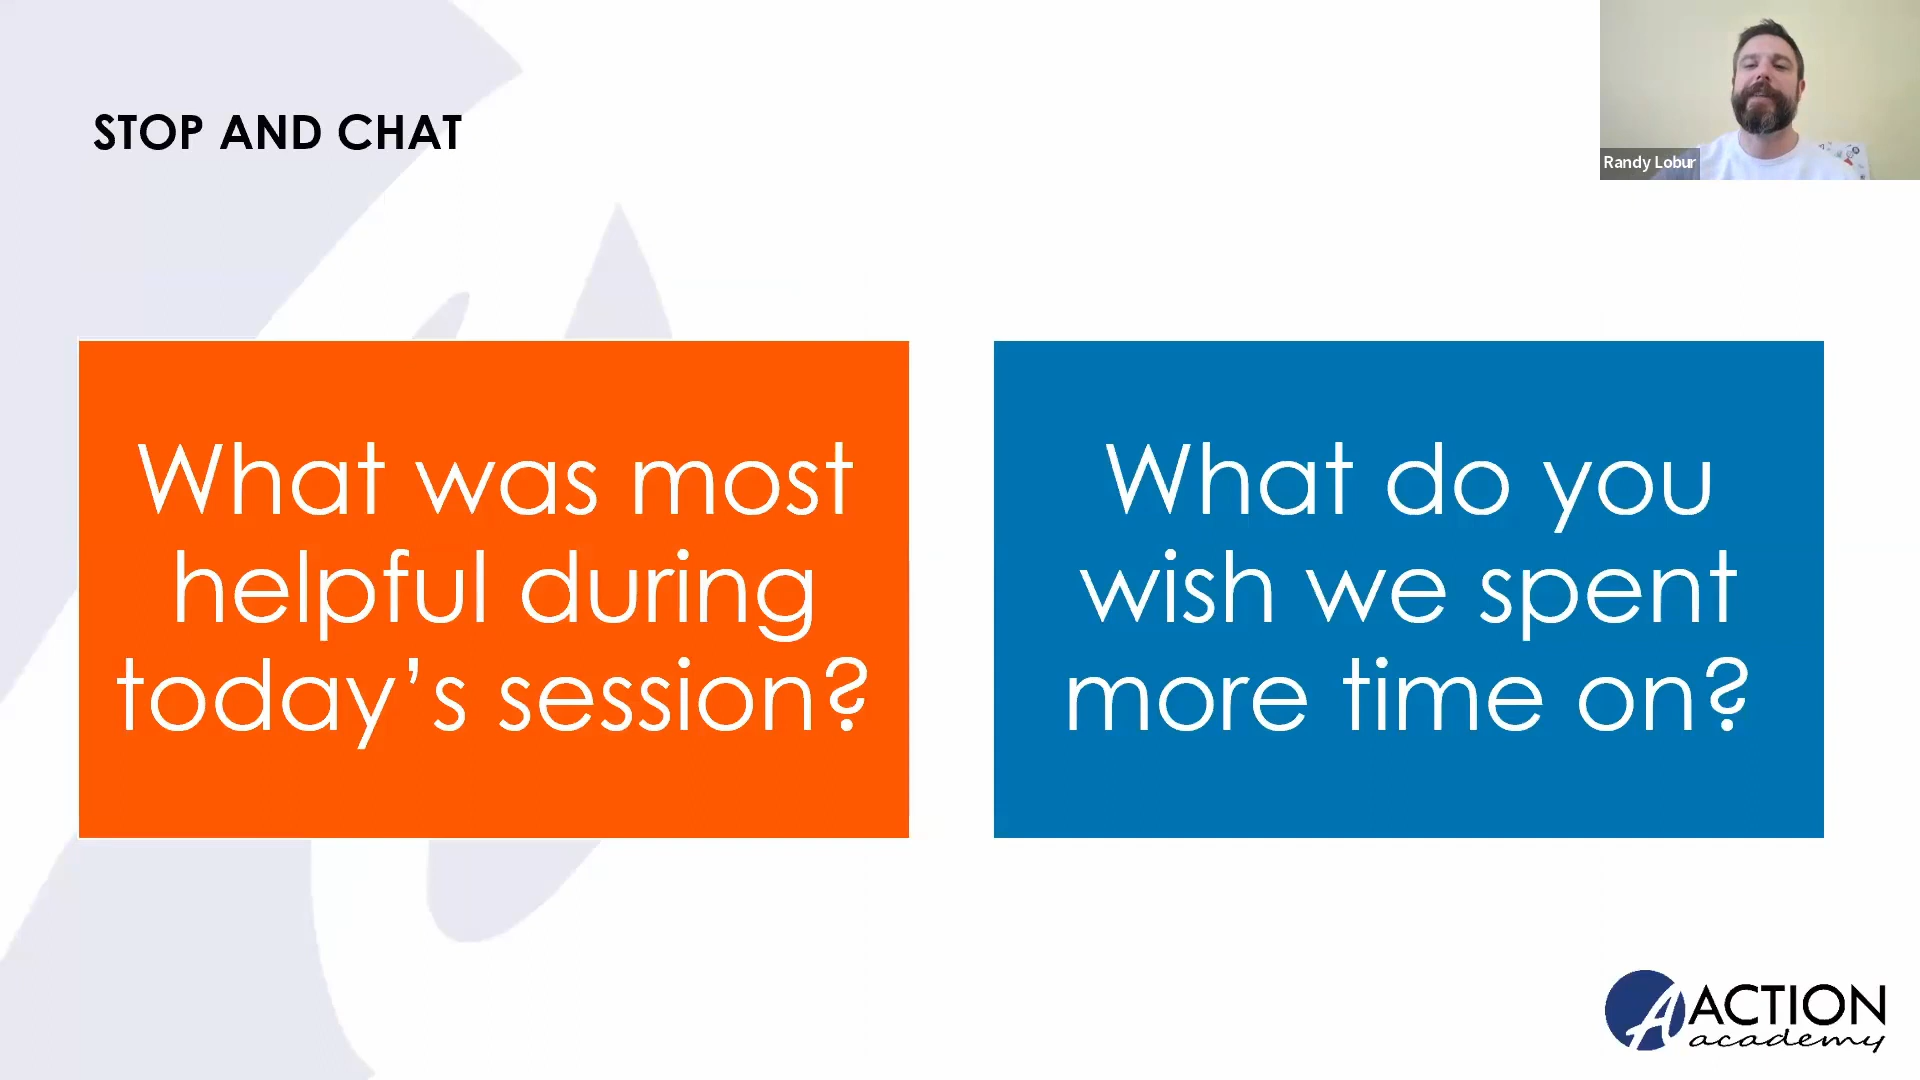 STOP AND CHAT
Randy Lobur
What was most
helpful during
today’s session?
What do you
wish we spent
more time on?
A ACTION
academy